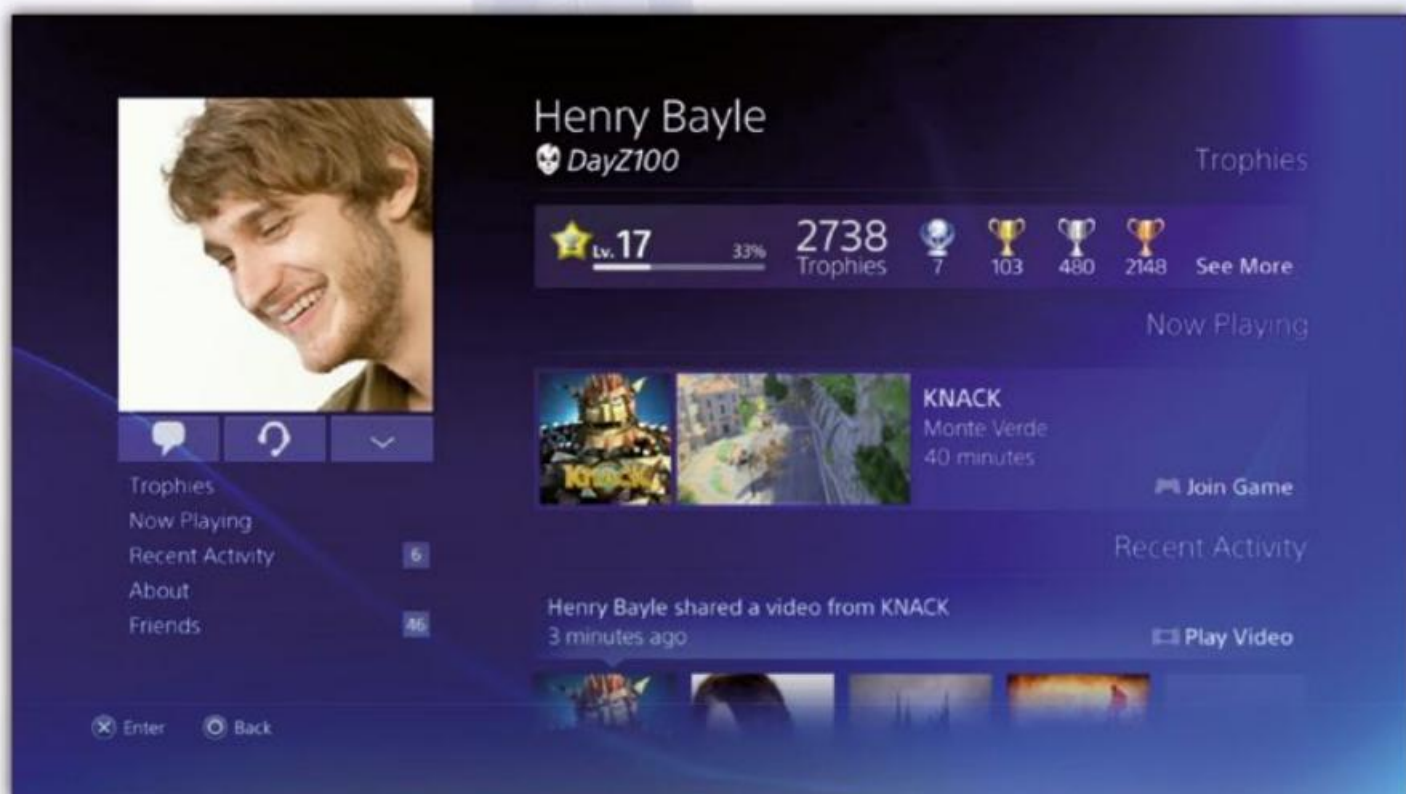 Henry Bayle
DayZ100
Trophies
Lv. 17
33%
2738
Trophies
7
103
480
2148
See More
Now Playing
KNACK
KNACK
Monte Verde
40 minutes
Join Game
Trophies
Now Playing
Recent Activity
6
About
Friends
46
Recent Activity
Henry Bayle shared a video from KNACK
3 minutes ago
Play Video
Enter
Back